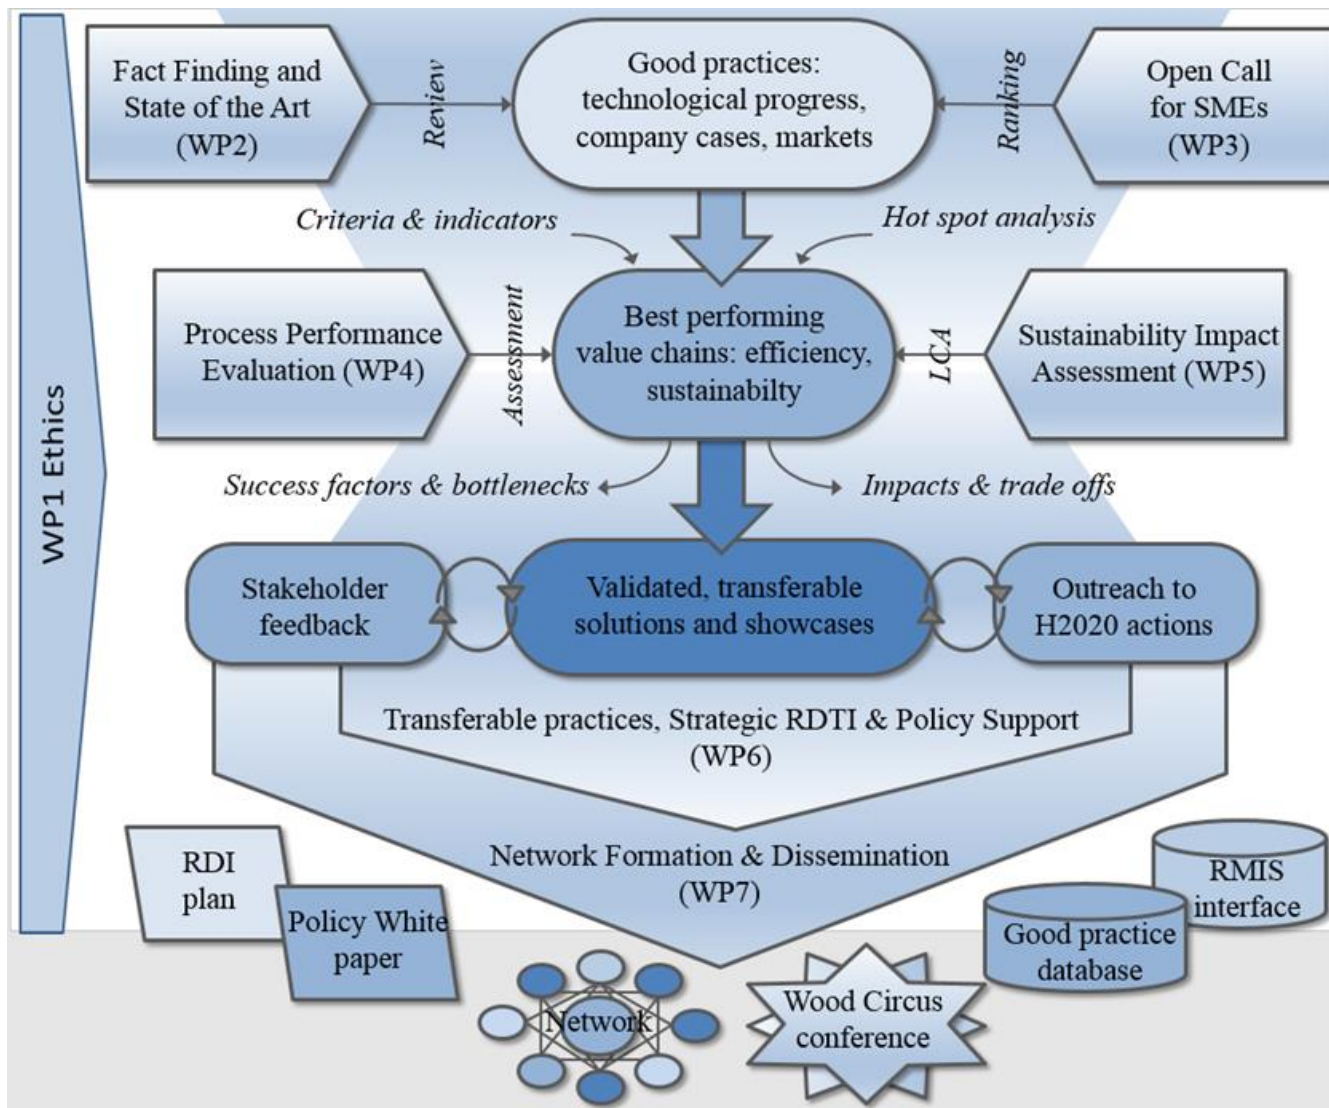 WP1 Ethics
Fact Finding and
State of the Art
(WP2)
Review
Good practices:
technological progress,
company cases, markets
Ranking
Open Call
for SMEs
(WP3)
Criteria & indicators
Hot spot analysis
Process Performance
Evaluation (WP4)
Assessment
Best performing
value chains: efficiency,
sustainabilty
LCA
Sustainability Impact
Assessment (WP5)
Success factors & bottlenecks
Impacts & trade offs
Stakeholder
feedback
Validated, transferable
solutions and showcases
Outreach to
H2020 actions
Transferable practices, Strategic RDTI & Policy Support
(WP6)
Network Formation & Dissemination
(WP7)
RDI
plan
Policy White
paper
Network
Wood Circus
conference
Good practice
database
RMIS
interface